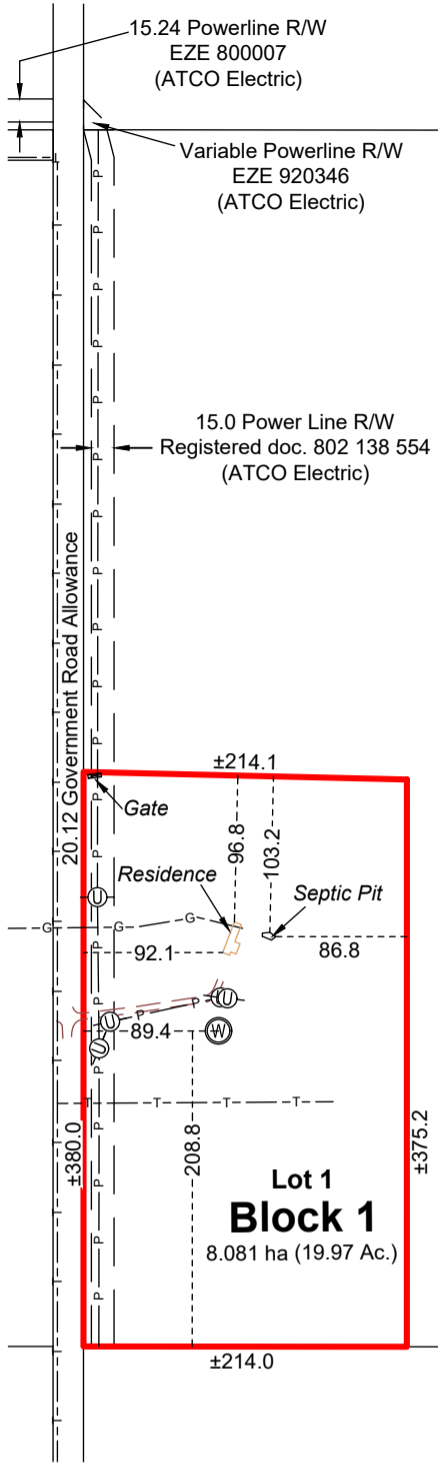 15.24 Powerline R/W
EZE 800007
(ATCO Electric)
Variable Powerline R/W
EZE 920346
(ATCO Electric)
15.0 Power Line R/W
Registered doc. 802 138 554
(ATCO Electric)
20.12 Government Road Allowance
±214.1
Gate
96.8
103.2
Residence
Septic Pit
92.1
86.8
89.4
W
U
U
U
U
G
G
G
P
P
P
P
P
P
P
P
P
P
P
P
P
T
T
T
T
±380.0
208.8
±375.2
Lot 1
Block 1
8.081 ha (19.97 Ac.)
±214.0